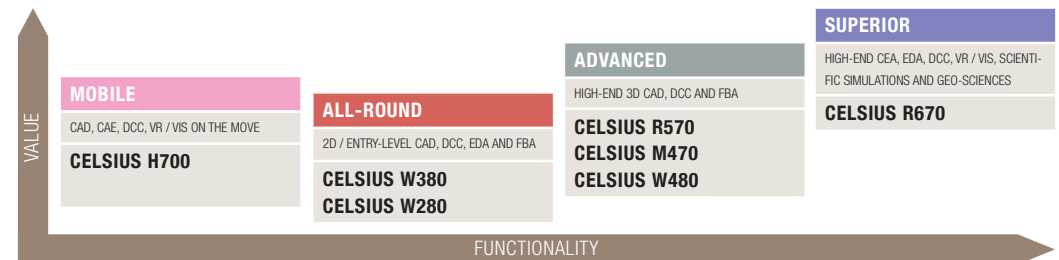 VALUE
MOBILE
CAD, CAE, DCC, VR / VIS ON THE MOVE
CELSIUS H700
ALL-ROUND
2D / ENTRY-LEVEL CAD, DCC, EDA AND FBA
CELSIUS W380
CELSIUS W280
ADVANCED
HIGH-END 3D CAD, DCC AND FBA
CELSIUS R570
CELSIUS M470
CELSIUS W480
SUPERIOR
HIGH-END CEA, EDA, DCC, VR / VIS, SCIENTI-
FIC SIMULATIONS AND GEO-SCIENCES
CELSIUS R670
FUNCTIONALITY